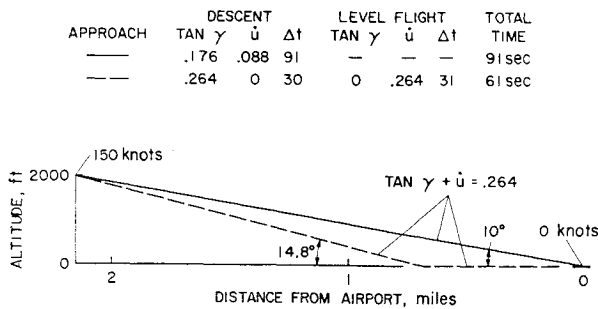 DESCENT LEVEL FLIGHT TOTAL
APPROACH TAN γ u̇ Δt TAN γ u̇ Δt TIME
.176 .088 91 — — — 91 sec
.264 0 30 0 .264 31 61 sec
150 knots
2000
TAN γ + u̇ = .264
ALTITUDE, ft
10°
0 knots
14.8°
0
2 1 0
DISTANCE FROM AIRPORT, miles